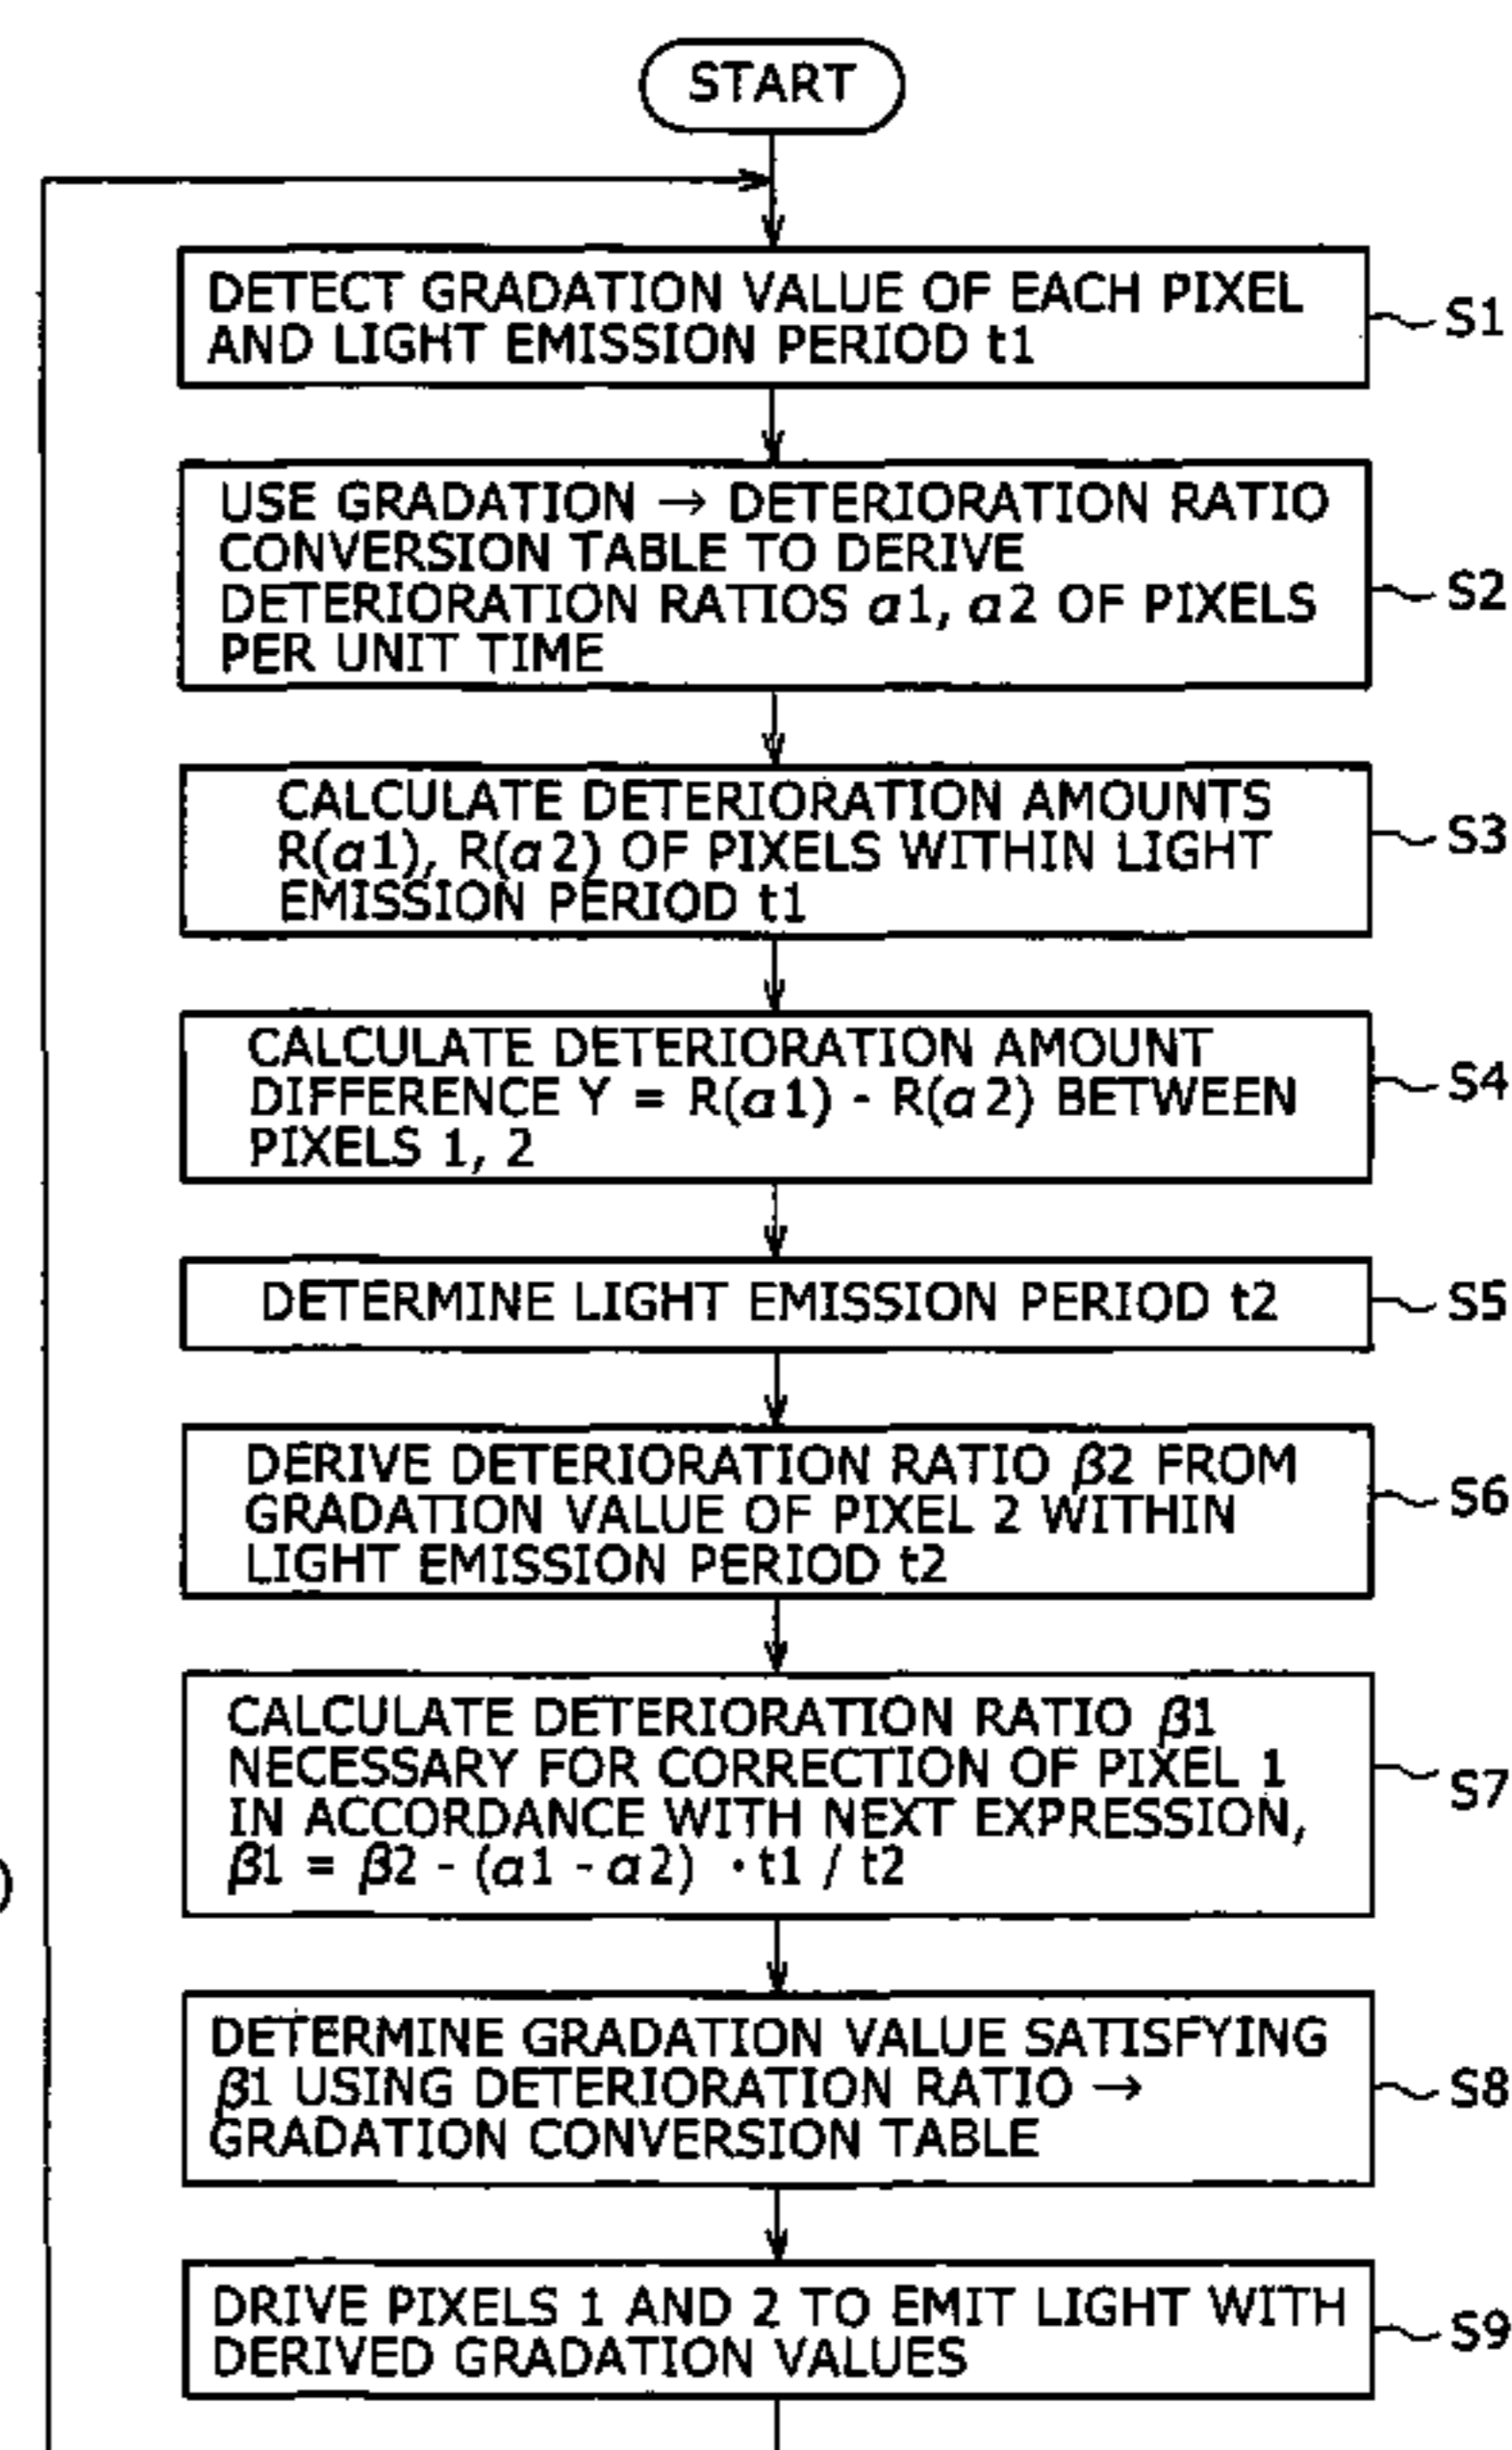 START
DETECT GRADATION VALUE OF EACH PIXEL
AND LIGHT EMISSION PERIOD t1
S1
USE GRADATION → DETERIORATION RATIO
CONVERSION TABLE TO DERIVE
DETERIORATION RATIOS α1, α2 OF PIXELS
PER UNIT TIME
S2
CALCULATE DETERIORATION AMOUNTS
R(α1), R(α2) OF PIXELS WITHIN LIGHT
EMISSION PERIOD t1
S3
CALCULATE DETERIORATION AMOUNT
DIFFERENCE Y = R(α1) - R(α2) BETWEEN
PIXELS 1, 2
S4
DETERMINE LIGHT EMISSION PERIOD t2
S5
DERIVE DETERIORATION RATIO β2 FROM
GRADATION VALUE OF PIXEL 2 WITHIN
LIGHT EMISSION PERIOD t2
S6
CALCULATE DETERIORATION RATIO β1
NECESSARY FOR CORRECTION OF PIXEL 1
IN ACCORDANCE WITH NEXT EXPRESSION,
β1 = β2 - (α1 - α2) · t1 / t2
S7
)
DETERMINE GRADATION VALUE SATISFYING
β1 USING DETERIORATION RATIO →
GRADATION CONVERSION TABLE
S8
DRIVE PIXELS 1 AND 2 TO EMIT LIGHT WITH
DERIVED GRADATION VALUES
S9